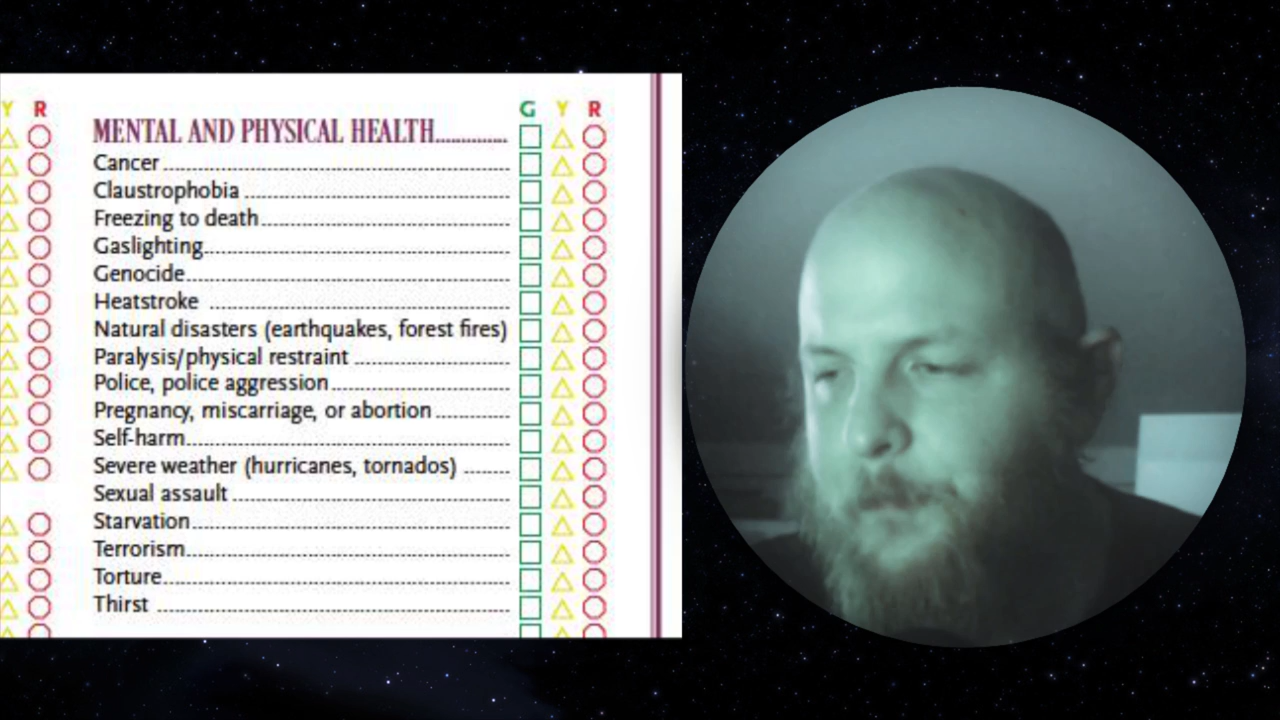 Y R G Y R
MENTAL AND PHYSICAL HEALTH
Cancer
Claustrophobia
Freezing to death
Gaslighting
Genocide
Heatstroke
Natural disasters (earthquakes, forest fires)
Paralysis/physical restraint
Police, police aggression
Pregnancy, miscarriage, or abortion
Self-harm
Severe weather (hurricanes, tornados)
Sexual assault
Starvation
Terrorism
Torture
Thirst